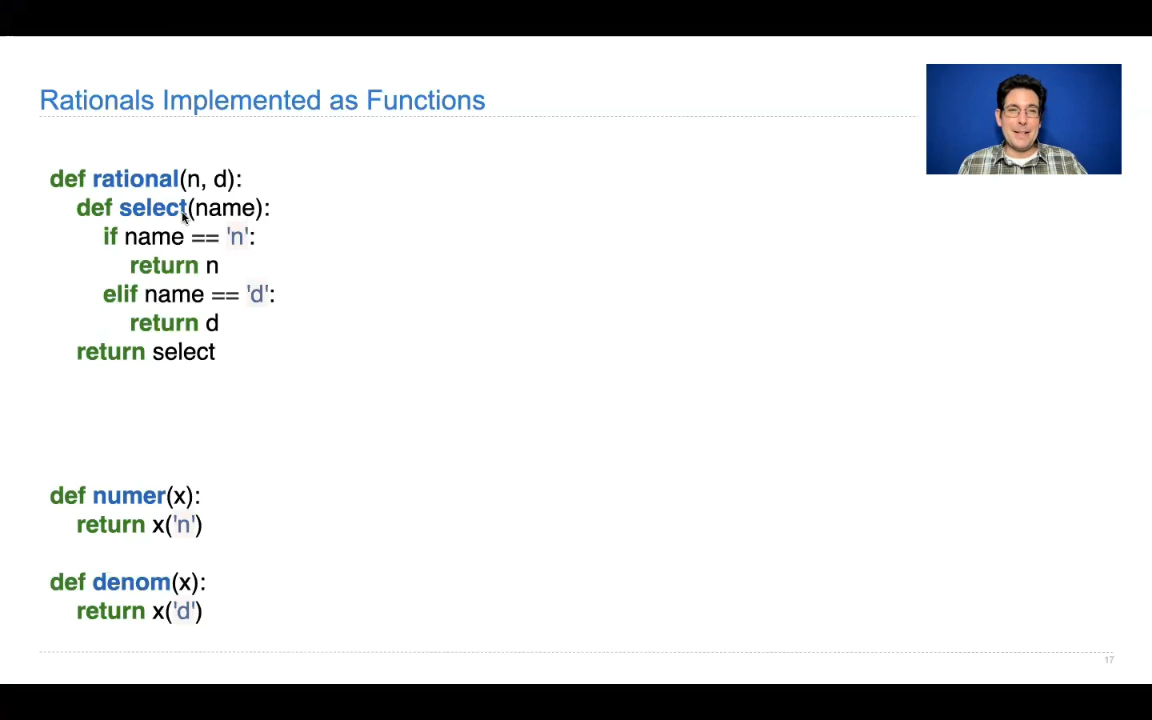 Rationals Implemented as Functions
def rational(n, d):
def select(name):
if name == 'n':
return n
elif name == 'd':
return d
return select
def numer(x):
return x('n')
def denom(x):
return x('d')
17